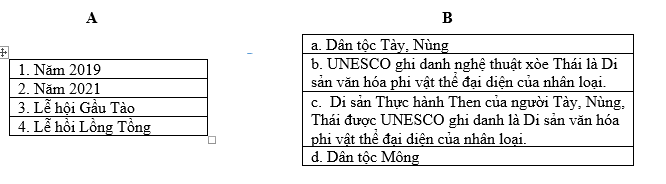 A
B
1. Năm 2019
2. Năm 2021
3. Lễ hội Gầu Tào
4. Lễ hồi Lồng Tồng
a. Dân tộc Tày, Nùng
b. UNESCO ghi danh nghệ thuật xòe Thái là Di
sản văn hóa phi vật thể đại diện của nhân loại.
c. Di sản Thực hành Then của người Tày, Nùng,
Thái được UNESCO ghi danh là Di sản văn hóa
phi vật thể đại diện của nhân loại.
d. Dân tộc Mông